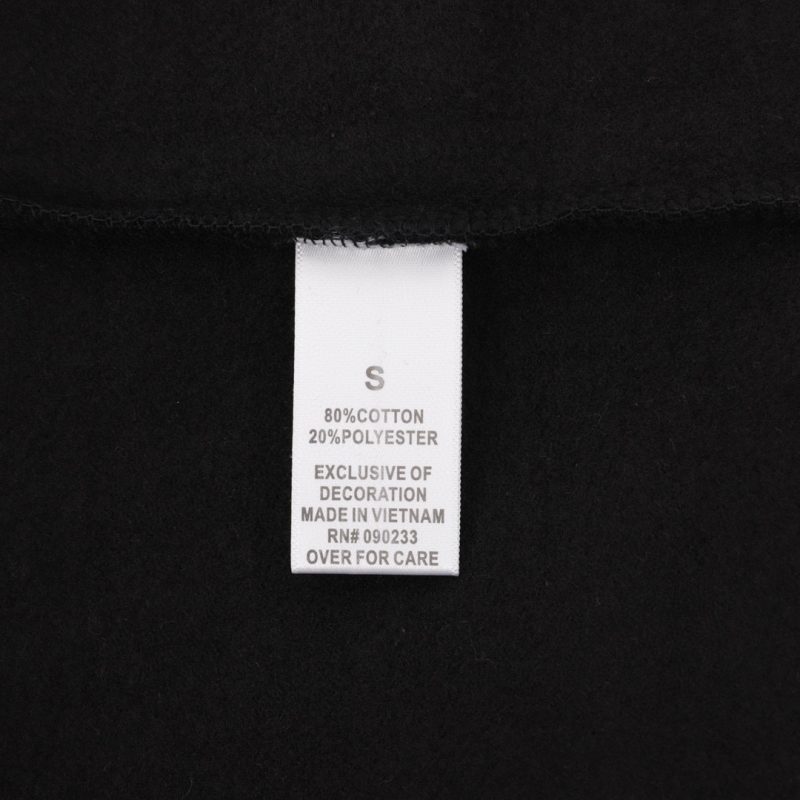 S
80%COTTON
20%POLYESTER
EXCLUSIVE OF
DECORATION
MADE IN VIETNAM
RN# 090233
OVER FOR CARE